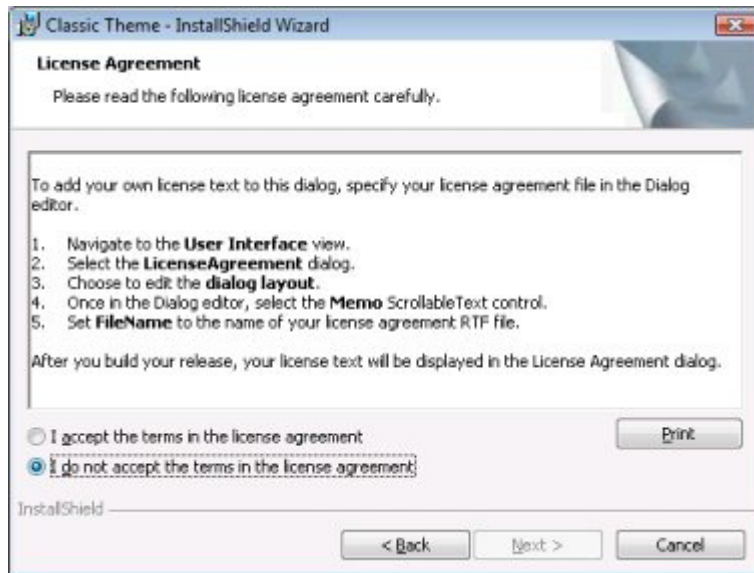 Classic Theme - InstallShield Wizard
License Agreement
Please read the following license agreement carefully.
To add your own license text to this dialog, specify your license agreement file in the Dialog
editor.
1. Navigate to the User Interface view.
2. Select the LicenseAgreement dialog.
3. Choose to edit the dialog layout.
4. Once in the Dialog editor, select the Memo ScrollableText control.
5. Set FileName to the name of your license agreement RTF file.
After you build your release, your license text will be displayed in the License Agreement dialog.
I accept the terms in the license agreement
Print
I do not accept the terms in the license agreement
InstallShield
< Back
Next >
Cancel